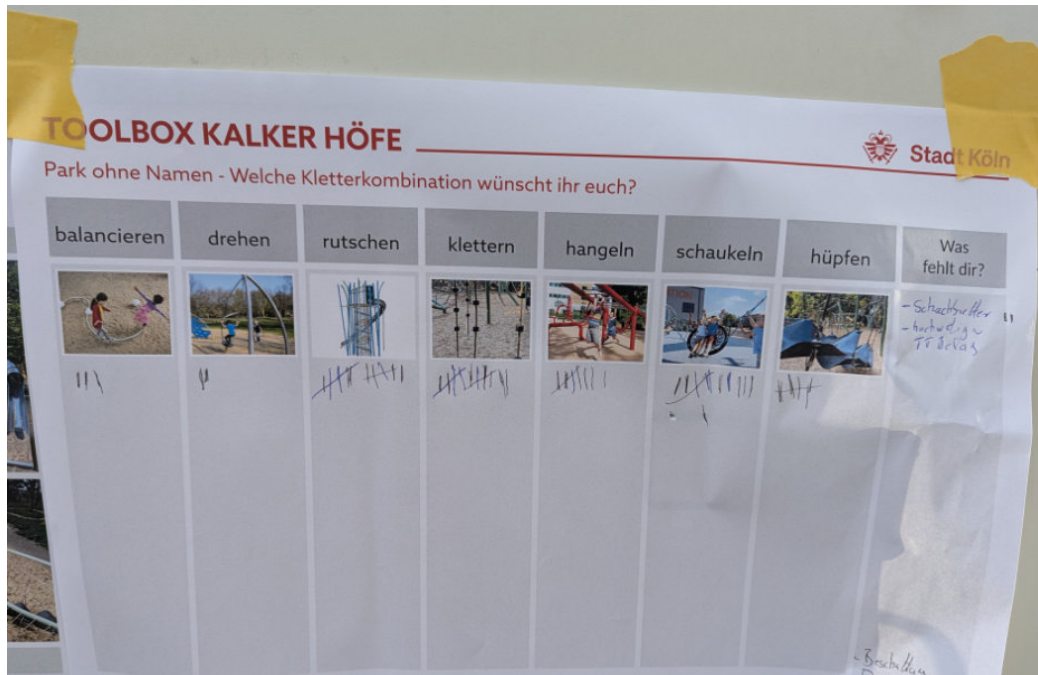 TOOLBOX KALKER HÖFE
Stadt Köln
Park ohne Namen - Welche Kletterkombination wünscht ihr euch?
balancieren
drehen
rutschen
klettern
hangeln
schaukeln
hüpfen
Was
fehlt dir?